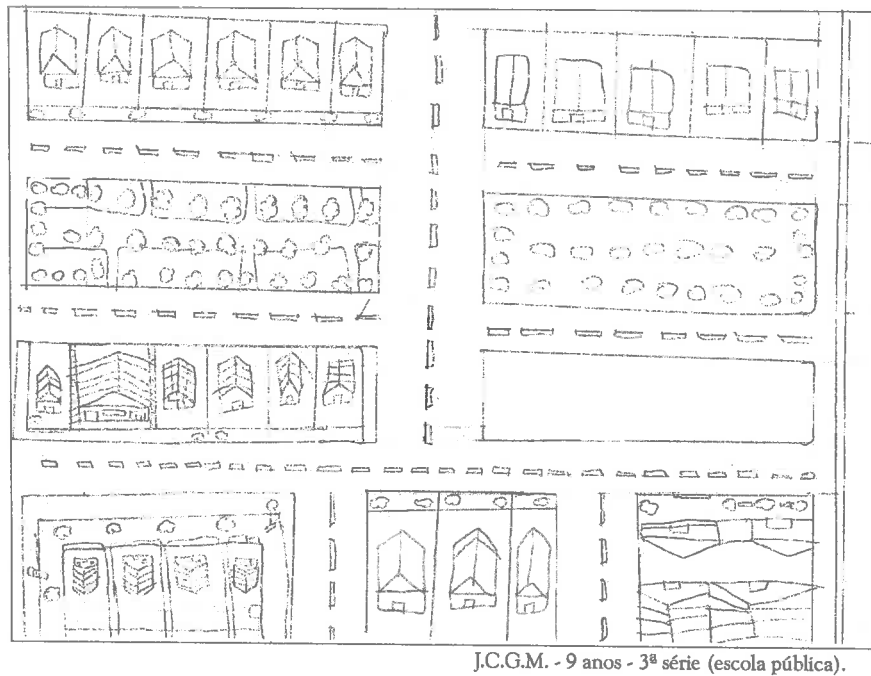 J.C.G.M. - 9 anos - 3ª série (escola pública).